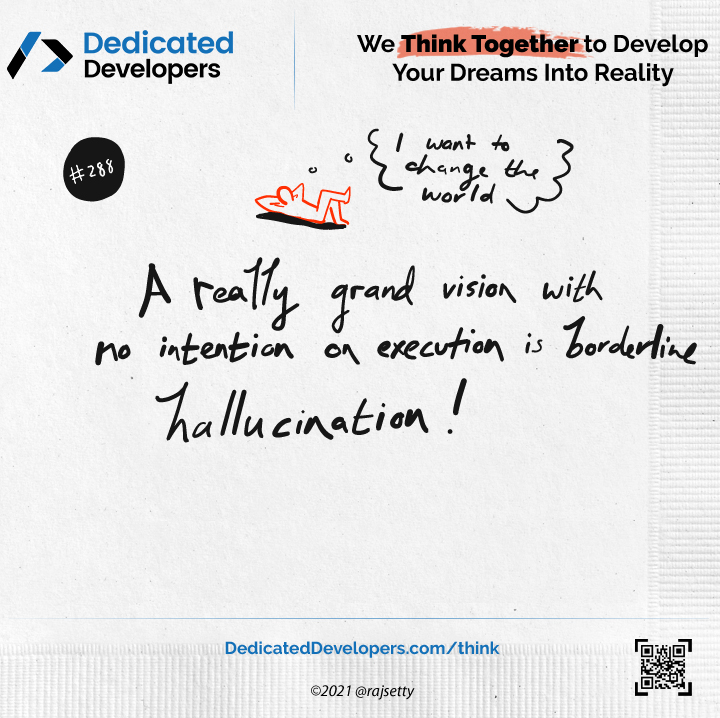 Dedicated
Developers
We Think Together to Develop
Your Dreams Into Reality
#288
I want to
change the
world
A really grand vision with
no intention on execution is borderline
hallucination!
DedicatedDevelopers.com/think
©2021 @rajsetty